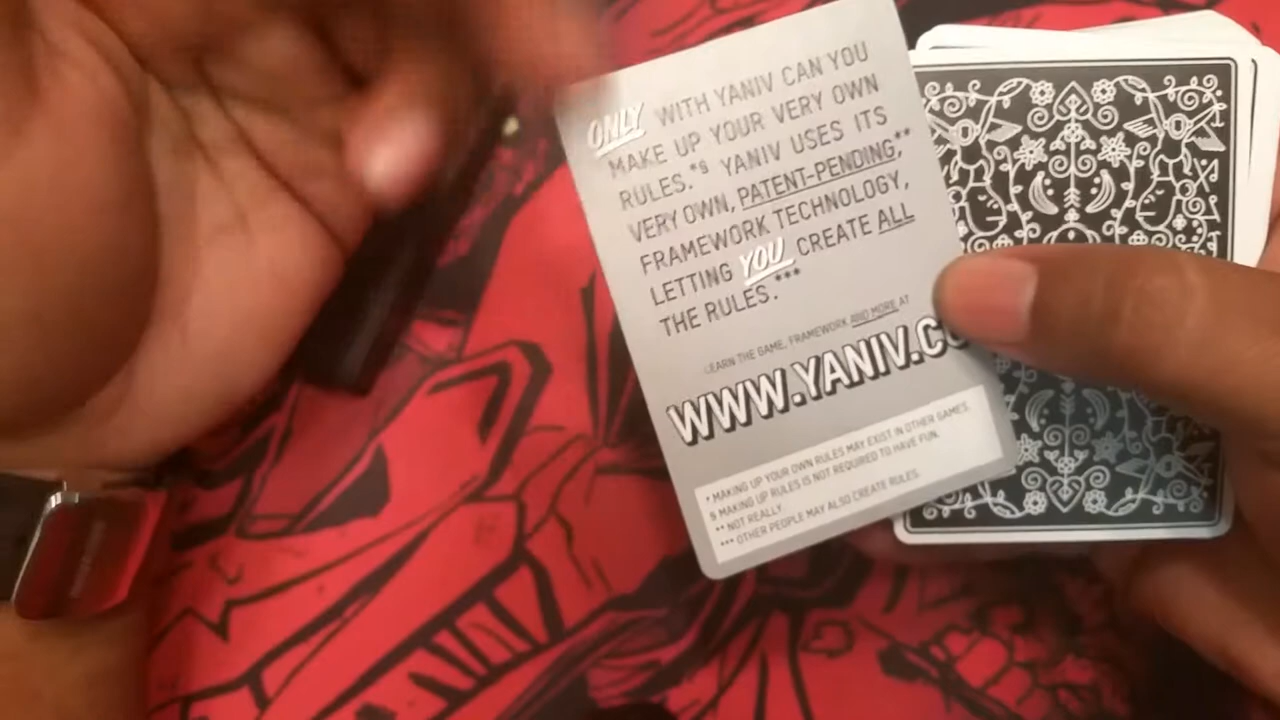 ONLY WITH YANIV CAN YOU
MAKE UP YOUR VERY OWN
RULES.*§ YANIV USES ITS
VERY OWN, PATENT-PENDING**,
FRAMEWORK TECHNOLOGY,
LETTING YOU CREATE ALL
THE RULES.***
LEARN THE GAME, FRAMEWORK AND MORE AT
WWW.YANIV.CO
* MAKING UP YOUR OWN RULES MAY EXIST IN OTHER GAMES.
§ MAKING UP RULES IS NOT REQUIRED TO HAVE FUN.
** NOT REALLY.
*** OTHER PEOPLE MAY ALSO CREATE RULES.